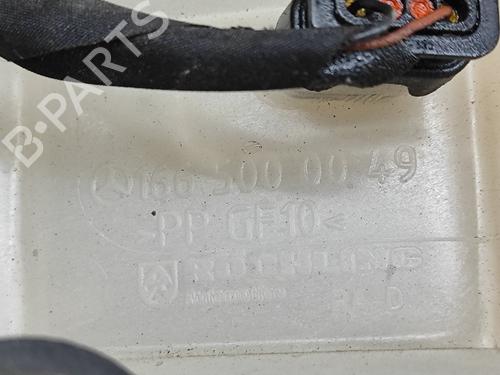 166 500 00 49
>PP GF10<
RÖCHLING
B-PARTS